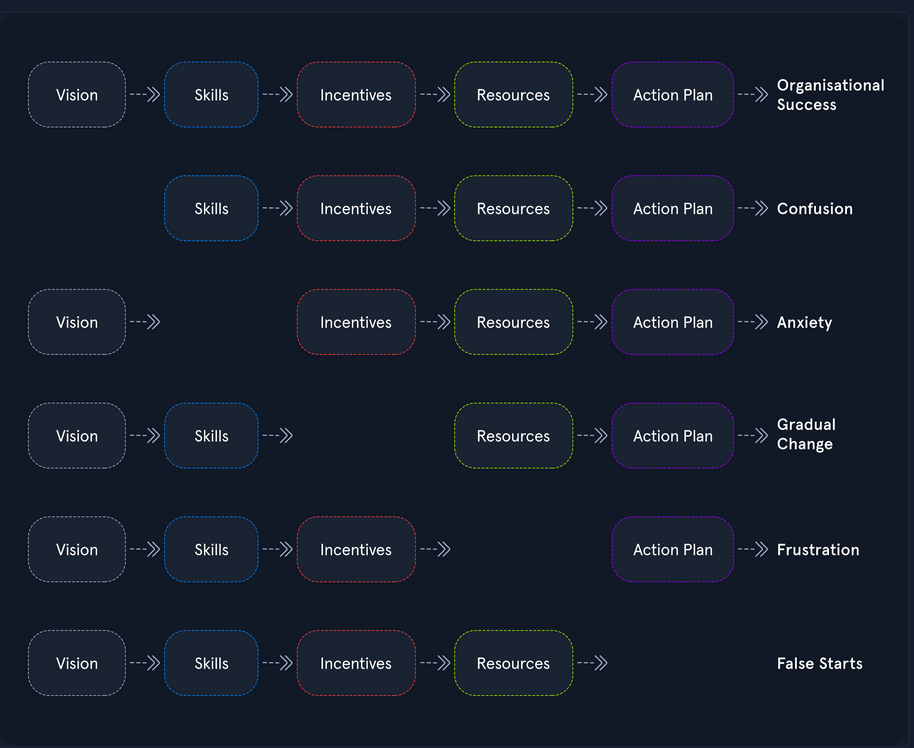 Vision Skills Incentives Resources Action Plan Organisational
Success
Skills Incentives Resources Action Plan Confusion
Vision Incentives Resources Action Plan Anxiety
Vision Skills Resources Action Plan Gradual
Change
Vision Skills Incentives Action Plan Frustration
Vision Skills Incentives Resources False Starts